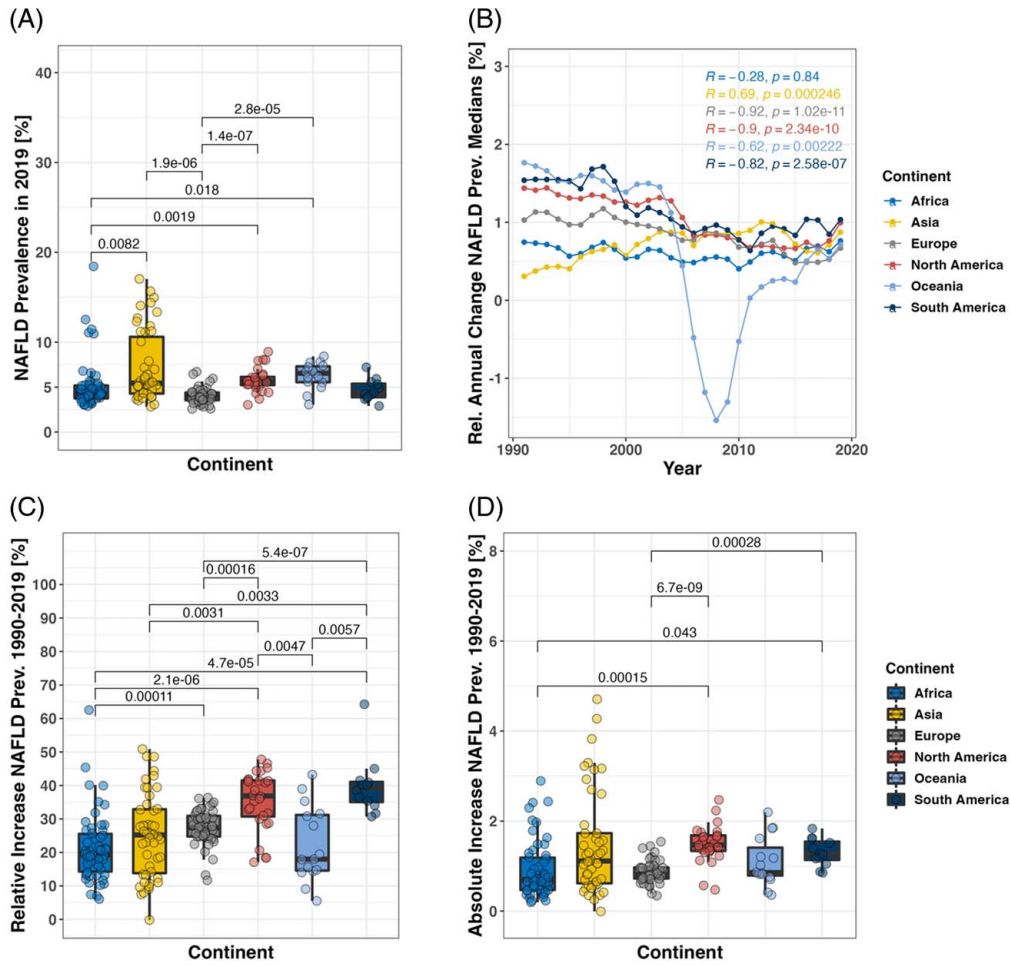 (A)
NAFLD Prevalence in 2019 [%]
40
30
20
10
5
0
2.8e-05
1.4e-07
1.9e-06
0.018
0.0019
0.0082
Continent
(B)
Rel. Annual Change NAFLD Prev. Medians [%]
3
2
1
0
-1
R = −0.28, p = 0.84
R = 0.69, p = 0.000246
R = −0.92, p = 1.02e-11
R = −0.9, p = 2.34e-10
R = −0.62, p = 0.00222
R = −0.82, p = 2.58e-07
1990
2000
2010
2020
Year
Continent
Africa
Asia
Europe
North America
Oceania
South America
(C)
Relative Increase NAFLD Prev. 1990-2019 [%]
100
90
80
70
60
50
40
30
20
10
0
5.4e-07
0.00016
0.0033
0.0031
0.0057
0.0047
4.7e-05
2.1e-06
0.00011
Continent
(D)
Absolute Increase NAFLD Prev. 1990-2019 [%]
8
6
4
2
0
0.00028
6.7e-09
0.043
0.00015
Continent
Continent
Africa
Asia
Europe
North America
Oceania
South America